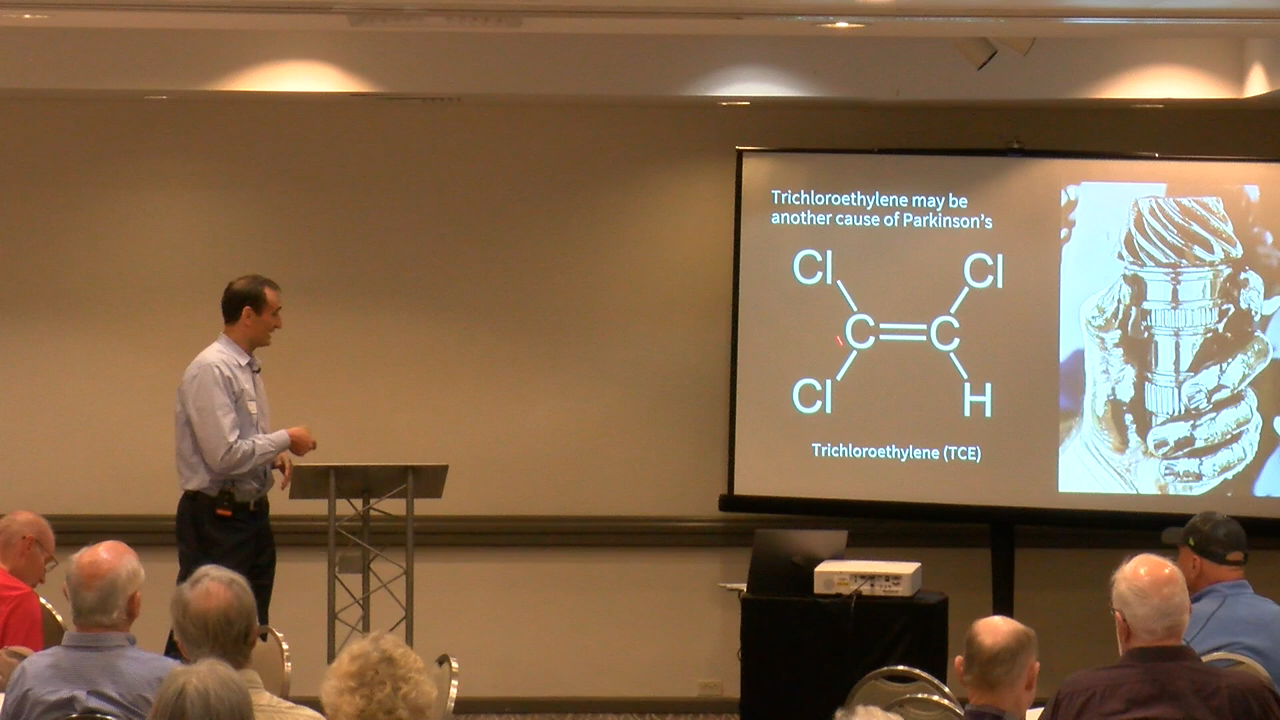 Trichloroethylene may be
another cause of Parkinson's
Cl Cl
C C
Cl H
Trichloroethylene (TCE)